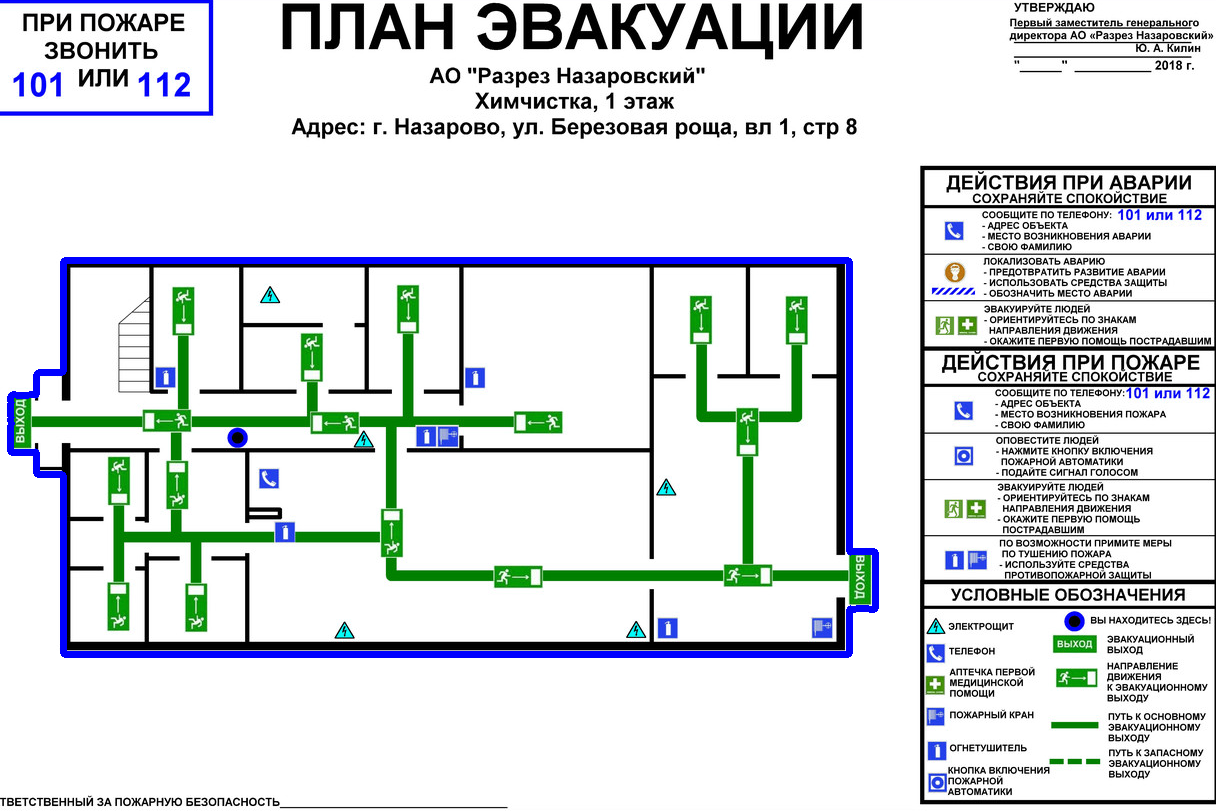 ПРИ ПОЖАРЕ
ЗВОНИТЬ
101 ИЛИ 112
ПЛАН ЭВАКУАЦИИ
АО "Разрез Назаровский"
Химчистка, 1 этаж
Адрес: г. Назарово, ул. Березовая роща, вл 1, стр 8
УТВЕРЖДАЮ
Первый заместитель генерального
директора АО «Разрез Назаровский»
Ю. А. Килин
"______" ____________ 2018 г.
ВЫХОД
ВЫХОД
ДЕЙСТВИЯ ПРИ АВАРИИ
СОХРАНЯЙТЕ СПОКОЙСТВИЕ
СООБЩИТЕ ПО ТЕЛЕФОНУ: 101 или 112
- АДРЕС ОБЪЕКТА
- МЕСТО ВОЗНИКНОВЕНИЯ АВАРИИ
- СВОЮ ФАМИЛИЮ
ЛОКАЛИЗОВАТЬ АВАРИЮ
- ПРЕДОТВРАТИТЬ РАЗВИТИЕ АВАРИИ
- ИСПОЛЬЗОВАТЬ СРЕДСТВА ЗАЩИТЫ
- ОБОЗНАЧИТЬ МЕСТО АВАРИИ
ЭВАКУИРУЙТЕ ЛЮДЕЙ
- ОРИЕНТИРУЙТЕСЬ ПО ЗНАКАМ
НАПРАВЛЕНИЯ ДВИЖЕНИЯ
- ОКАЖИТЕ ПЕРВУЮ ПОМОЩЬ ПОСТРАДАВШИМ
ДЕЙСТВИЯ ПРИ ПОЖАРЕ
СОХРАНЯЙТЕ СПОКОЙСТВИЕ
СООБЩИТЕ ПО ТЕЛЕФОНУ: 101 или 112
- АДРЕС ОБЪЕКТА
- МЕСТО ВОЗНИКНОВЕНИЯ ПОЖАРА
- СВОЮ ФАМИЛИЮ
ОПОВЕСТИТЕ ЛЮДЕЙ
- НАЖМИТЕ КНОПКУ ВКЛЮЧЕНИЯ
ПОЖАРНОЙ АВТОМАТИКИ
- ПОДАЙТЕ СИГНАЛ ГОЛОСОМ
ЭВАКУИРУЙТЕ ЛЮДЕЙ
- ОРИЕНТИРУЙТЕСЬ ПО ЗНАКАМ
НАПРАВЛЕНИЯ ДВИЖЕНИЯ
- ОКАЖИТЕ ПЕРВУЮ ПОМОЩЬ
ПОСТРАДАВШИМ
ПО ВОЗМОЖНОСТИ ПРИМИТЕ МЕРЫ
ПО ТУШЕНИЮ ПОЖАРА
- ИСПОЛЬЗУЙТЕ СРЕДСТВА
ПРОТИВОПОЖАРНОЙ ЗАЩИТЫ
УСЛОВНЫЕ ОБОЗНАЧЕНИЯ
ЭЛЕКТРОЩИТ
ТЕЛЕФОН
АПТЕЧКА ПЕРВОЙ
МЕДИЦИНСКОЙ
ПОМОЩИ
ПОЖАРНЫЙ КРАН
ОГНЕТУШИТЕЛЬ
КНОПКА ВКЛЮЧЕНИЯ
ПОЖАРНОЙ
АВТОМАТИКИ
ВЫ НАХОДИТЕСЬ ЗДЕСЬ!
ВЫХОД
ЭВАКУАЦИОННЫЙ
ВЫХОД
НАПРАВЛЕНИЕ
ДВИЖЕНИЯ
К ЭВАКУАЦИОННОМУ
ВЫХОДУ
ПУТЬ К ОСНОВНОМУ
ЭВАКУАЦИОННОМУ
ВЫХОДУ
ПУТЬ К ЗАПАСНОМУ
ЭВАКУАЦИОННОМУ
ВЫХОДУ
ТВЕТСТВЕННЫЙ ЗА ПОЖАРНУЮ БЕЗОПАСНОСТЬ____________________________________